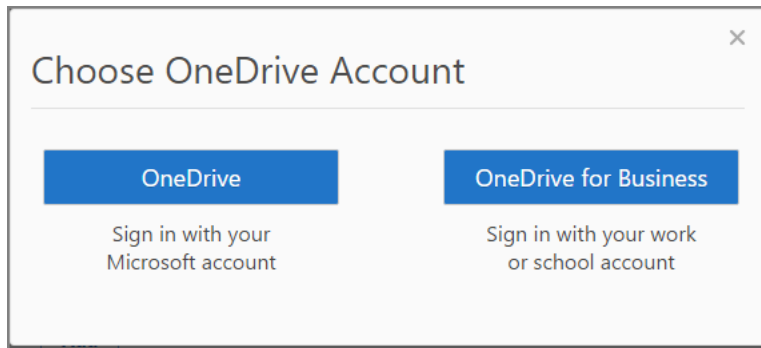 Choose OneDrive Account
OneDrive
Sign in with your
Microsoft account
OneDrive for Business
Sign in with your work
or school account